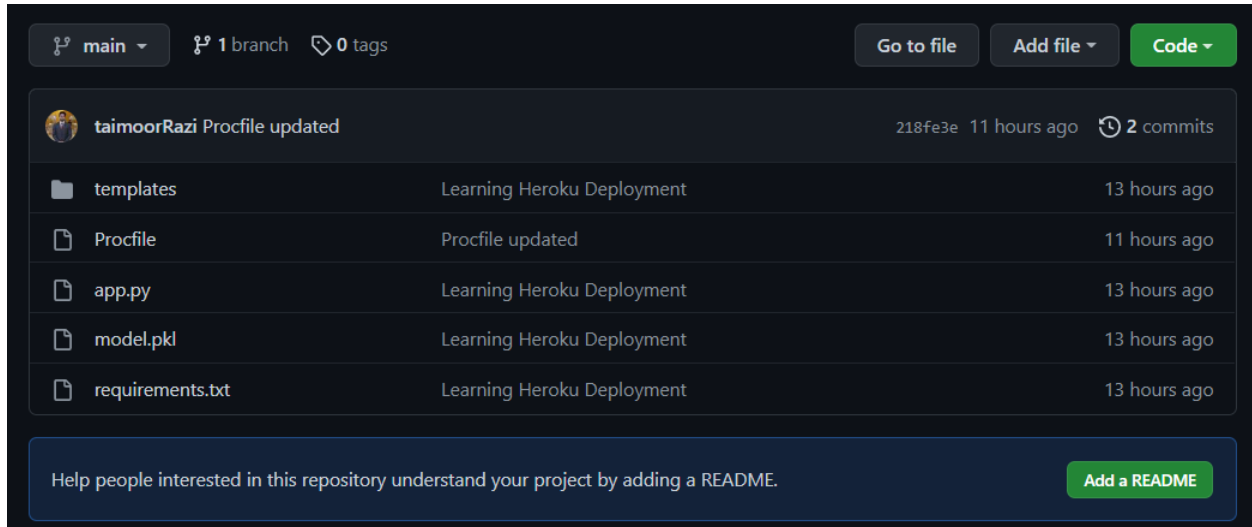 main 1 branch 0 tags Go to file Add file Code
taimoorRazi Procfile updated 218fe3e 11 hours ago 2 commits
templates Learning Heroku Deployment 13 hours ago
Procfile Procfile updated 11 hours ago
app.py Learning Heroku Deployment 13 hours ago
model.pkl Learning Heroku Deployment 13 hours ago
requirements.txt Learning Heroku Deployment 13 hours ago
Help people interested in this repository understand your project by adding a README. Add a README